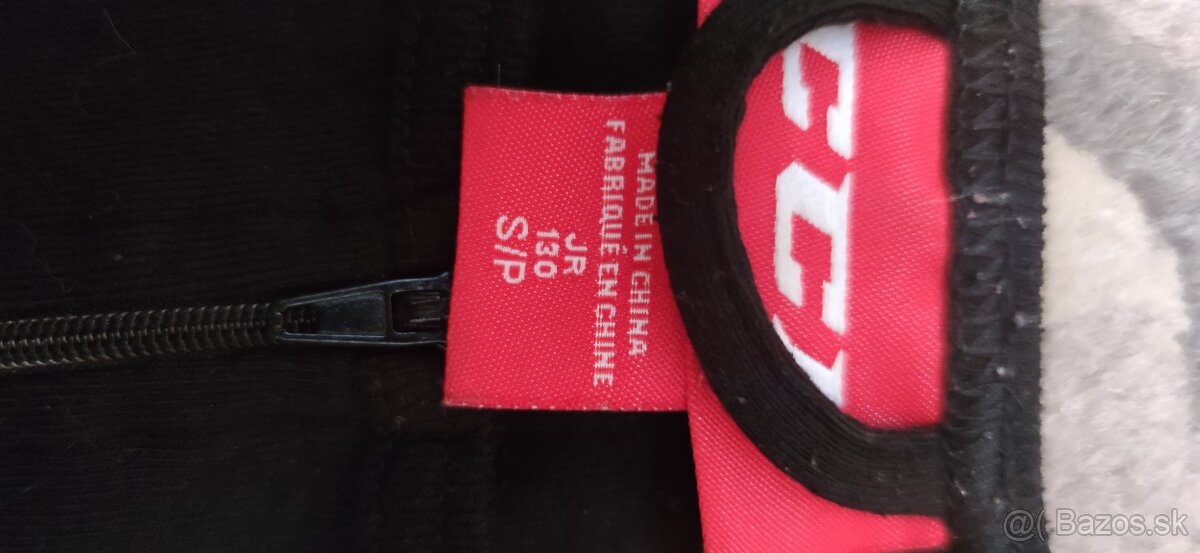 CCM
MADE IN CHINA
FABRIQUÉ EN CHINE
JR
130
S/P
@( Bazos.sk